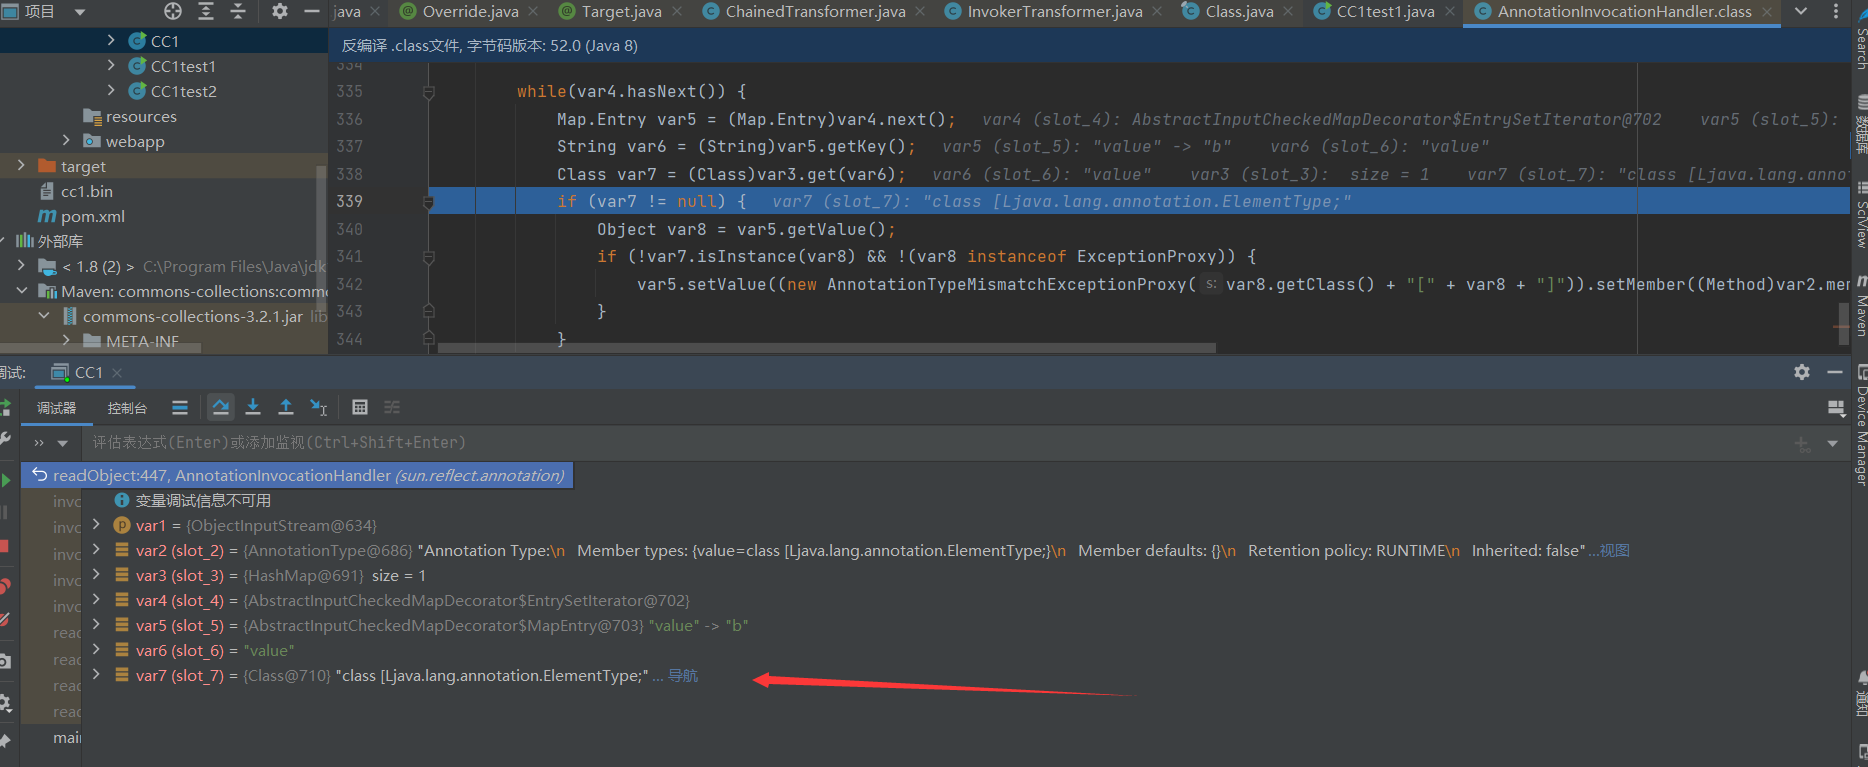 项目
java
Override.java
Target.java
ChainedTransformer.java
InvokerTransformer.java
Class.java
CC1test1.java
AnnotationInvocationHandler.class
CC1
CC1test1
CC1test2
resources
webapp
target
cc1.bin
pom.xml
外部库
< 1.8 (2) > C:\Program Files\Java\jdk
Maven: commons-collections:commo
commons-collections-3.2.1.jar lib
META-INF
反编译 .class文件, 字节码版本: 52.0 (Java 8)
334
335 while(var4.hasNext()) {
336 Map.Entry var5 = (Map.Entry)var4.next(); var4 (slot_4): AbstractInputCheckedMapDecorator$EntrySetIterator@702 var5 (slot_5):
337 String var6 = (String)var5.getKey(); var5 (slot_5): "value" -> "b" var6 (slot_6): "value"
338 Class var7 = (Class)var3.get(var6); var6 (slot_6): "value" var3 (slot_3): size = 1 var7 (slot_7): "class [Ljava.lang.anno
339 if (var7 != null) { var7 (slot_7): "class [Ljava.lang.annotation.ElementType;"
340 Object var8 = var5.getValue();
341 if (!var7.isInstance(var8) && !(var8 instanceof ExceptionProxy)) {
342 var5.setValue((new AnnotationTypeMismatchExceptionProxy( s: var8.getClass() + "[" + var8 + "]")).setMember((Method)var2.mem
343 }
344 }
Search
数据库
SciView
Maven
Device Manager
通知
调试:
CC1
调试器
控制台
评估表达式(Enter)或添加监视(Ctrl+Shift+Enter)
readObject:447, AnnotationInvocationHandler (sun.reflect.annotation)
invo
invo
invo
invo
invo
read
read
read
read
mai
变量调试信息不可用
var1 = {ObjectInputStream@634}
var2 (slot_2) = {AnnotationType@686} "Annotation Type:\n Member types: {value=class [Ljava.lang.annotation.ElementType;}\n Member defaults: {}\n Retention policy: RUNTIME\n Inherited: false" ...视图
var3 (slot_3) = {HashMap@691} size = 1
var4 (slot_4) = {AbstractInputCheckedMapDecorator$EntrySetIterator@702}
var5 (slot_5) = {AbstractInputCheckedMapDecorator$MapEntry@703} "value" -> "b"
var6 (slot_6) = "value"
var7 (slot_7) = {Class@710} "class [Ljava.lang.annotation.ElementType;" ... 导航